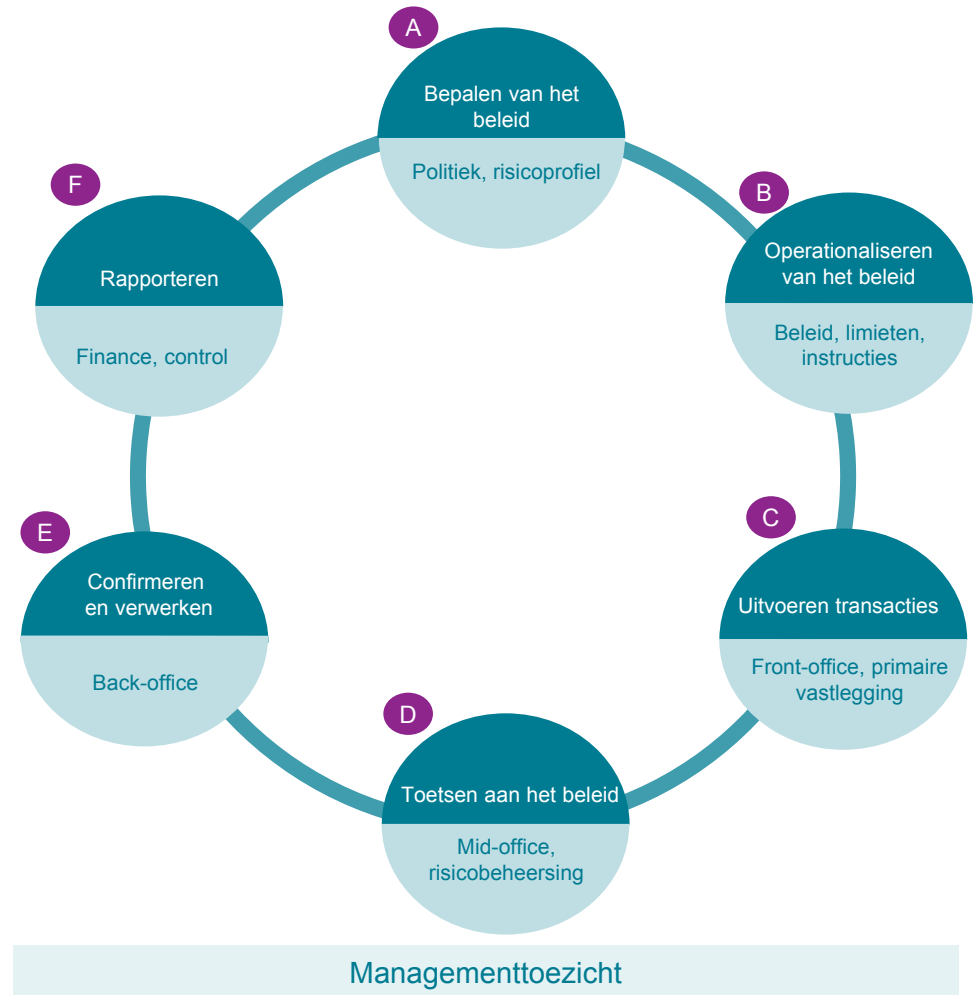 A
Bepalen van het
beleid
Politiek, risicoprofiel
B
Operationaliseren
van het beleid
Beleid, limieten,
instructies
C
Uitvoeren transacties
Front-office, primaire
vastlegging
D
Toetsen aan het beleid
Mid-office,
risicobeheersing
E
Confirmeren
en verwerken
Back-office
F
Rapporteren
Finance, control
Managementtoezicht